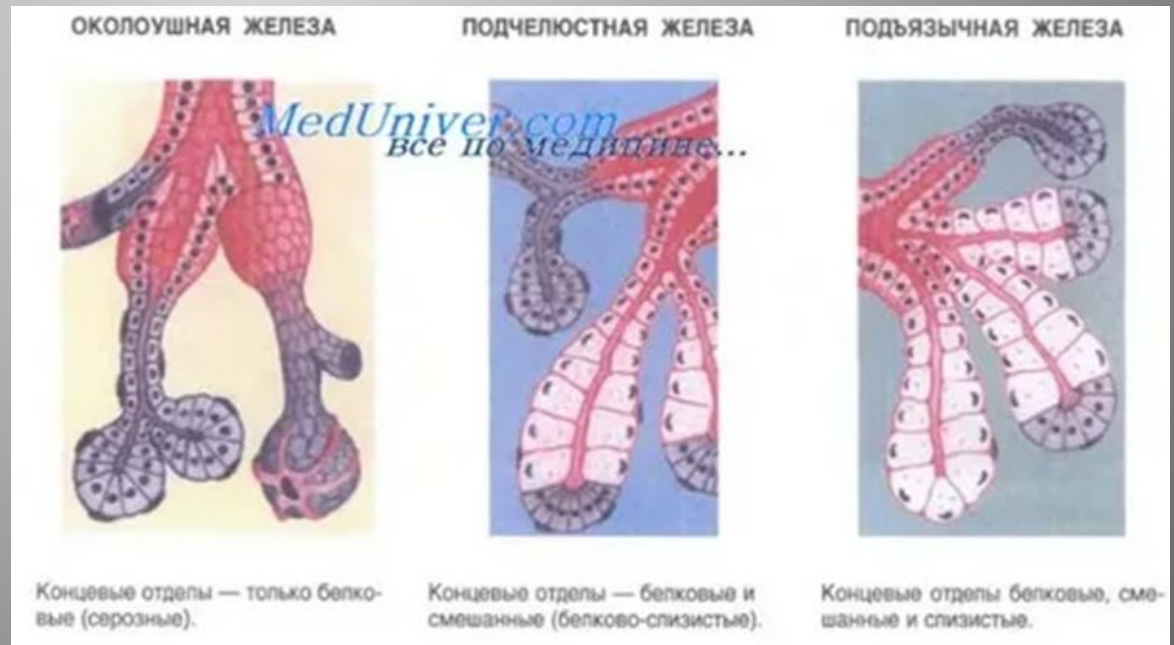 ОКОЛОУШНАЯ ЖЕЛЕЗА
ПОДЧЕЛЮСТНАЯ ЖЕЛЕЗА
ПОДЪЯЗЫЧНАЯ ЖЕЛЕЗА
MedUniver.com
все по медицине...
Концевые отделы — только белко-
вые (серозные).
Концевые отделы — белковые и
смешанные (белково-слизистые).
Концевые отделы белковые, сме-
шанные и слизистые.